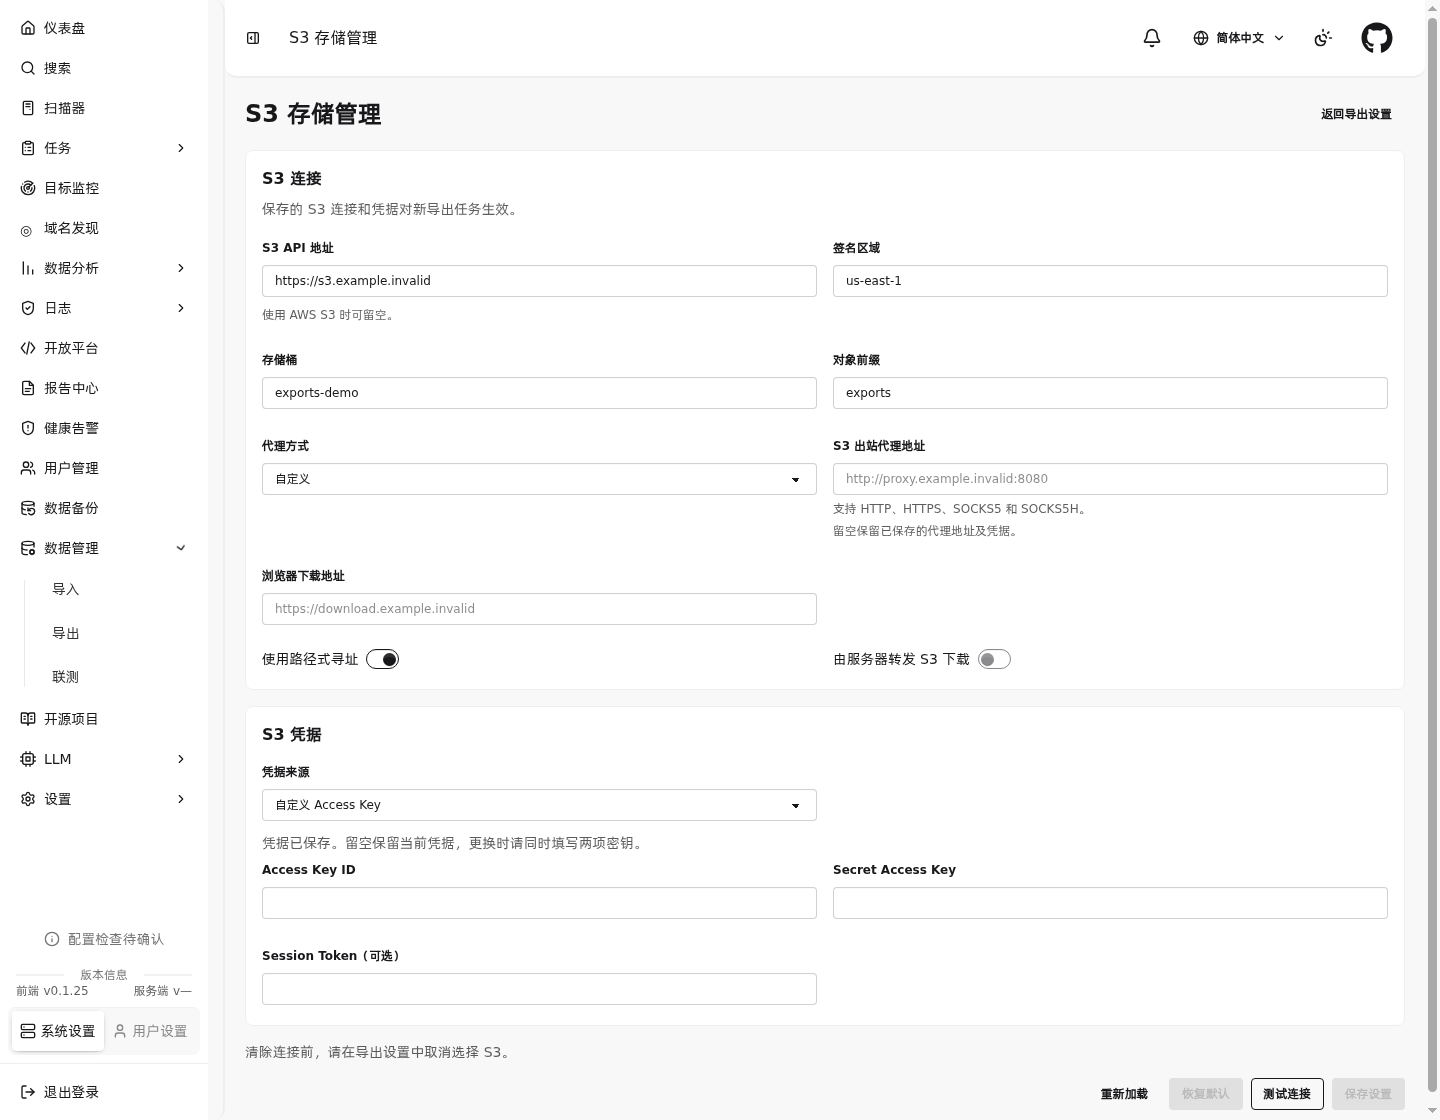 仪表盘
搜索
扫描器
任务
目标监控
域名发现
数据分析
日志
开放平台
报告中心
健康告警
用户管理
数据备份
数据管理
导入
导出
联测
开源项目
LLM
设置
配置检查待确认
版本信息
前端 v0.1.25
服务端 v—
系统设置
用户设置
退出登录
S3 存储管理
简体中文
S3 存储管理
返回导出设置
S3 连接
保存的 S3 连接和凭据对新导出任务生效。
S3 API 地址
签名区域
https://s3.example.invalid
us-east-1
使用 AWS S3 时可留空。
存储桶
对象前缀
exports-demo
exports
代理方式
S3 出站代理地址
自定义
http://proxy.example.invalid:8080
支持 HTTP、HTTPS、SOCKS5 和 SOCKS5H。
留空保留已保存的代理地址及凭据。
浏览器下载地址
https://download.example.invalid
使用路径式寻址
由服务器转发 S3 下载
S3 凭据
凭据来源
自定义 Access Key
凭据已保存。留空保留当前凭据，更换时请同时填写两项密钥。
Access Key ID
Secret Access Key
Session Token（可选）
清除连接前，请在导出设置中取消选择 S3。
重新加载
恢复默认
测试连接
保存设置